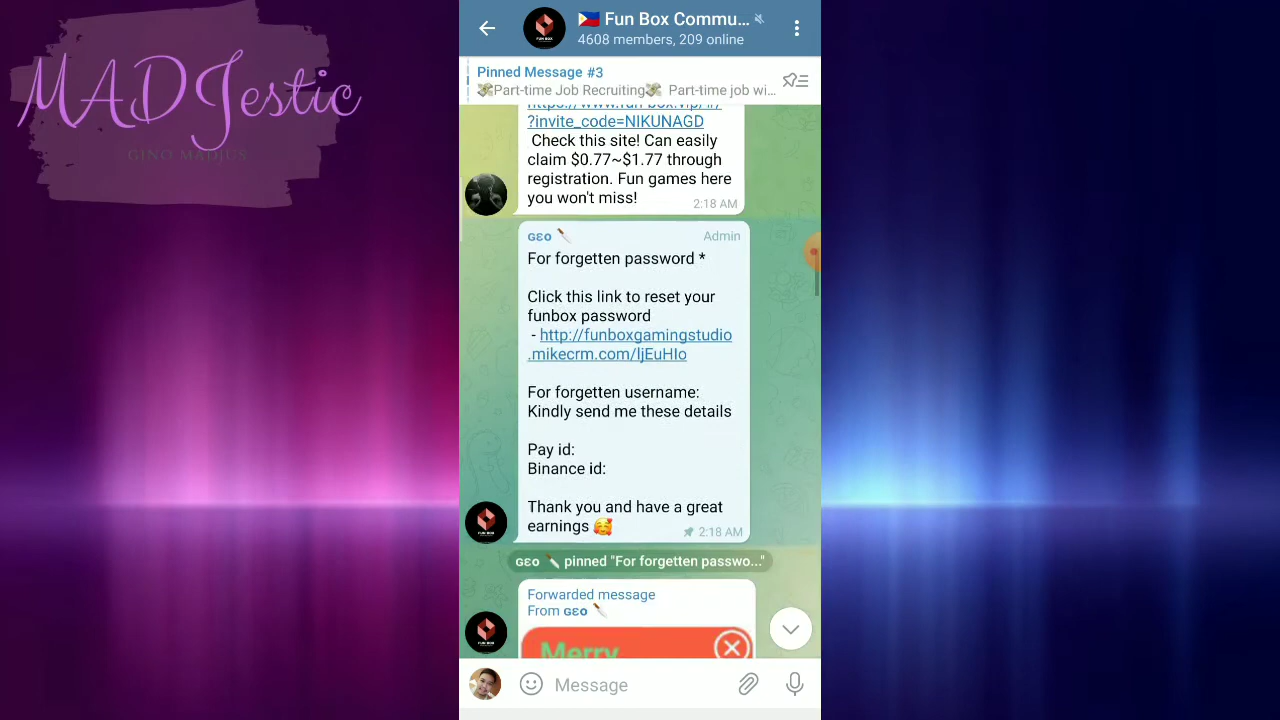 MADJestic
GINO MADJUS
🇵🇭 Fun Box Commu...
4608 members, 209 online
Pinned Message #3
💸Part-time Job Recruiting💸 Part-time job wi...
https://www.fun-box.vip/#/
?invite_code=NIKUNAGD
Check this site! Can easily
claim $0.77~$1.77 through
registration. Fun games here
you won't miss!
2:18 AM
GΣO 🔪 Admin
For forgetten password *
Click this link to reset your
funbox password
- http://funboxgamingstudio
.mikecrm.com/ljEuHIo
For forgetten username:
Kindly send me these details
Pay id:
Binance id:
Thank you and have a great
earnings 🥰
2:18 AM
GΣO 🔪 pinned "For forgetten passwo..."
Forwarded message
From GΣO 🔪
Merry
Message
FUN BOX